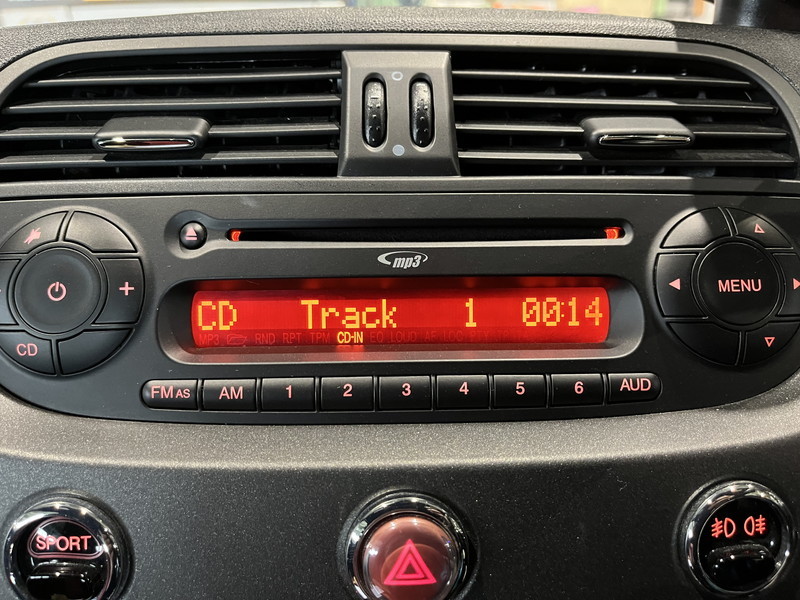 mp3
CD Track 1 00:14
MP3 RND RPT TPM CD-IN EQ LOUD AF
+
MENU
CD
FM AS AM 1 2 3 4 5 6 AUD
SPORT